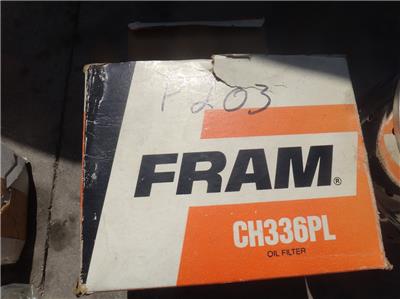 P203
FRAM®
CH336PL
OIL FILTER